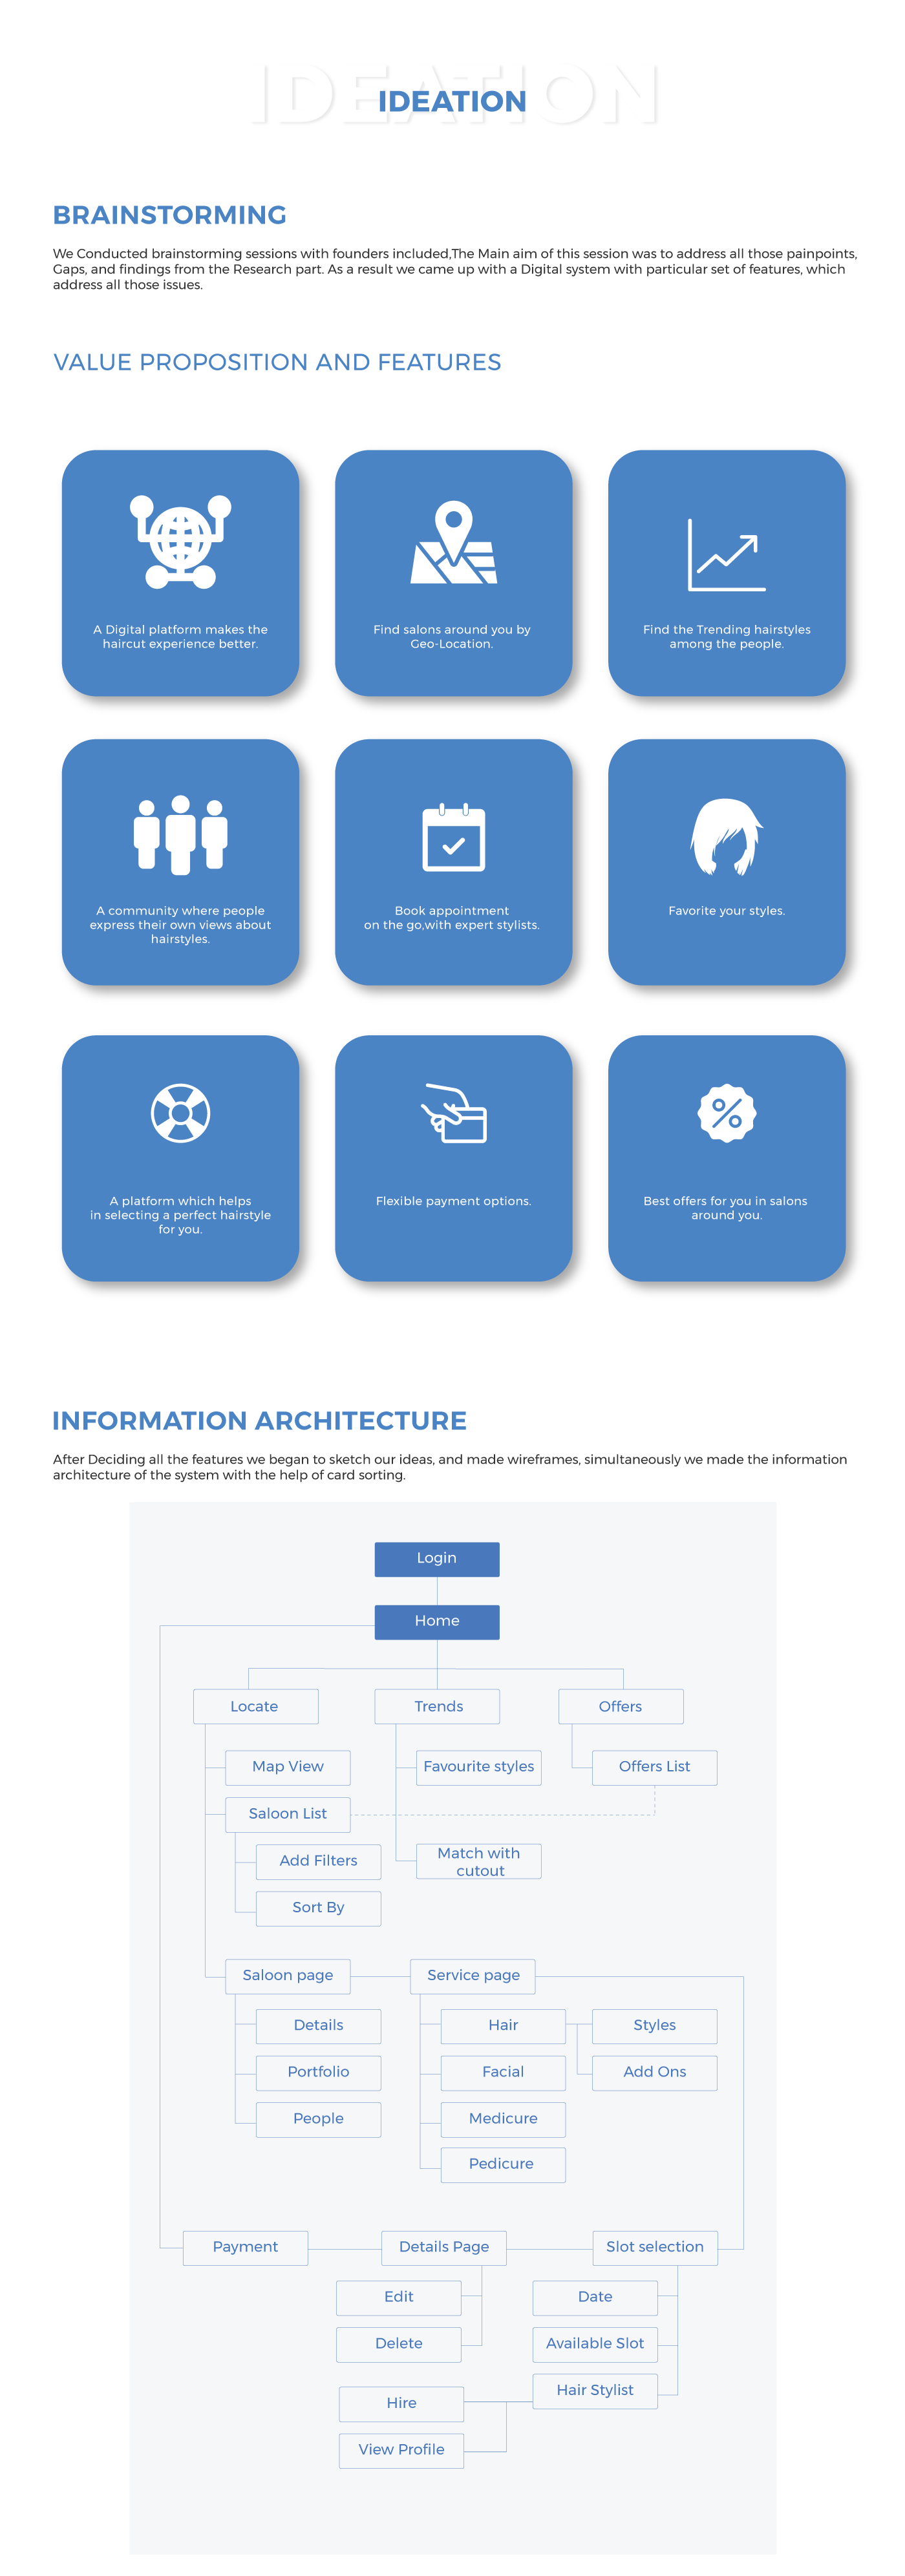 IDEATION
IDEATION
BRAINSTORMING
We Conducted brainstorming sessions with founders included,The Main aim of this session was to address all those painpoints,
Gaps, and findings from the Research part. As a result we came up with a Digital system with particular set of features, which
address all those issues.
VALUE PROPOSITION AND FEATURES
A Digital platform makes the
haircut experience better.
Find salons around you by
Geo-Location.
Find the Trending hairstyles
among the people.
A community where people
express their own views about
hairstyles.
Book appointment
on the go,with expert stylists.
Favorite your styles.
A platform which helps
in selecting a perfect hairstyle
for you.
Flexible payment options.
Best offers for you in salons
around you.
INFORMATION ARCHITECTURE
After Deciding all the features we began to sketch our ideas, and made wireframes, simultaneously we made the information
architecture of the system with the help of card sorting.
Login
Home
Locate
Trends
Offers
Map View
Favourite styles
Offers List
Saloon List
Add Filters
Match with
cutout
Sort By
Saloon page
Service page
Details
Hair
Styles
Portfolio
Facial
Add Ons
People
Medicure
Pedicure
Payment
Details Page
Slot selection
Edit
Date
Delete
Available Slot
Hair Stylist
Hire
View Profile